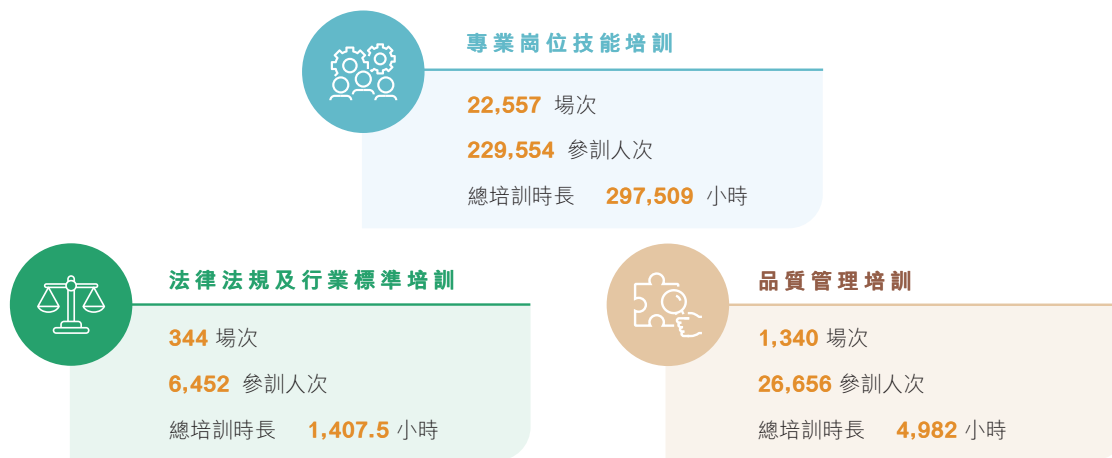 專業崗位技能培訓
22,557 場次
229,554 參訓人次
總培訓時長 297,509 小時
法律法規及行業標準培訓
344 場次
6,452 參訓人次
總培訓時長 1,407.5 小時
品質管理培訓
1,340 場次
26,656 參訓人次
總培訓時長 4,982 小時